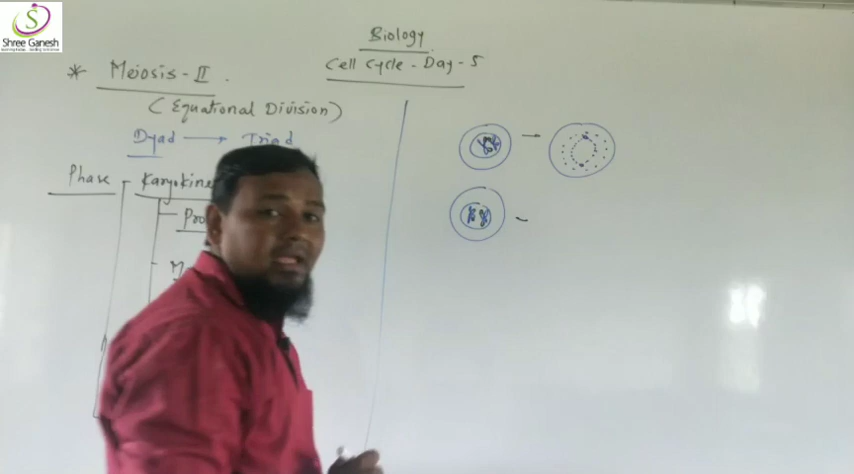 S
Shree Ganesh
Biology
Cell Cycle - Day - 5
* Meiosis - II .
(Equational Division)
Dyad → Triad
Phase
Karyokine
Pro
M